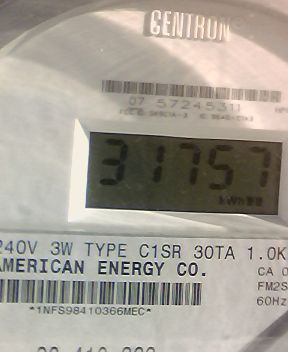 CENTRON
07 57245311
31757
kWh
240V 3W TYPE C1SR 30TA 1.0K
AMERICAN ENERGY CO.
CA 0
FM2S
60Hz
*1NFS98410366MEC*